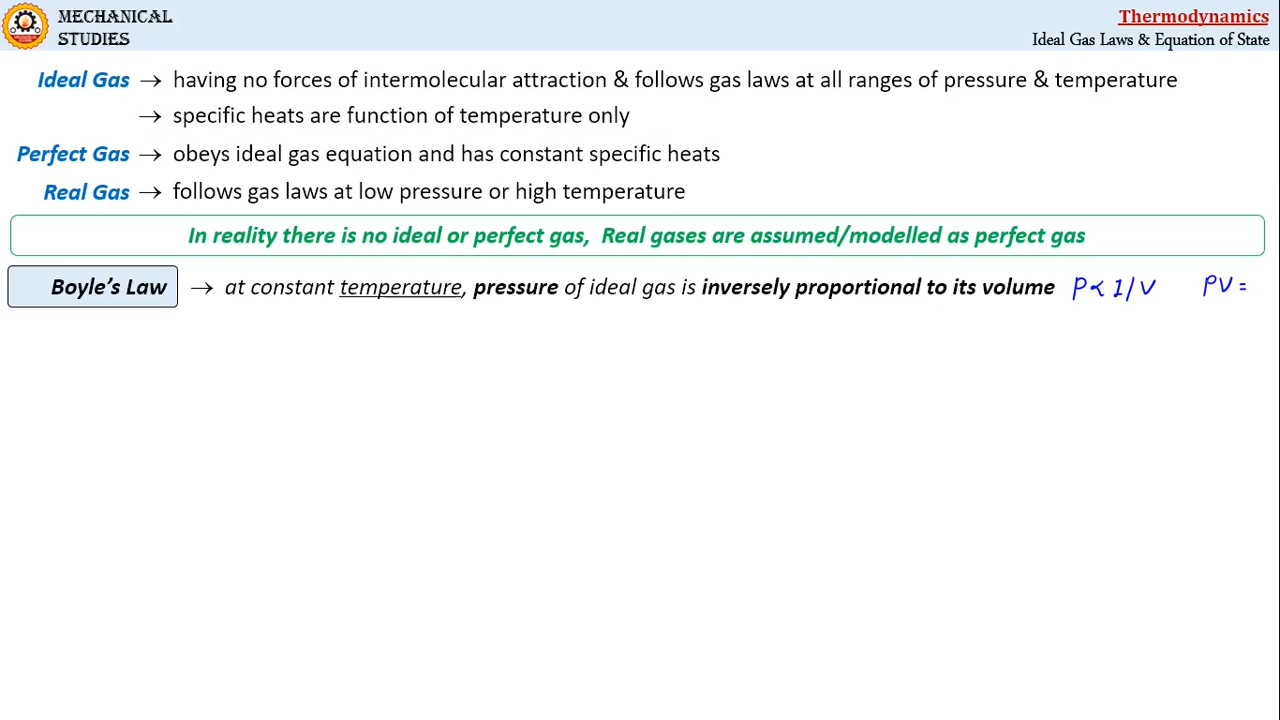 MECHANICAL
STUDIES
Thermodynamics
Ideal Gas Laws & Equation of State
Ideal Gas → having no forces of intermolecular attraction & follows gas laws at all ranges of pressure & temperature
→ specific heats are function of temperature only
Perfect Gas → obeys ideal gas equation and has constant specific heats
Real Gas → follows gas laws at low pressure or high temperature
In reality there is no ideal or perfect gas, Real gases are assumed/modelled as perfect gas
Boyle's Law → at constant temperature, pressure of ideal gas is inversely proportional to its volume P ∝ 1/V PV =